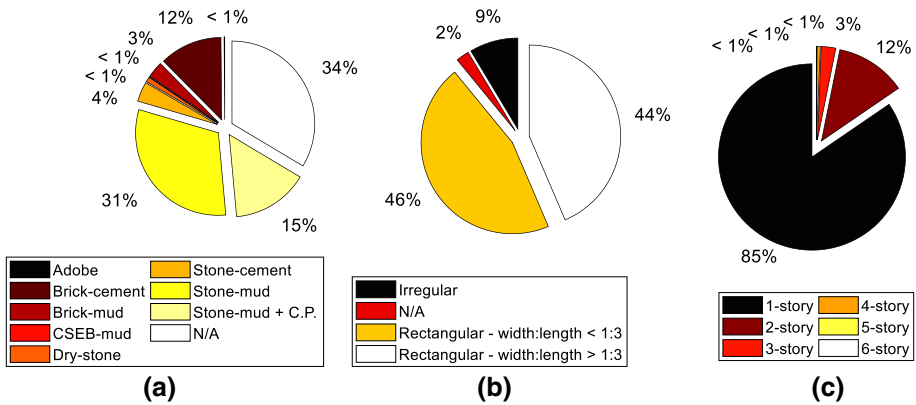 12%
< 1%
3%
< 1%
< 1%
4%
34%
31%
15%
Adobe
Brick-cement
Brick-mud
CSEB-mud
Dry-stone
Stone-cement
Stone-mud
Stone-mud + C.P.
N/A
(a)
9%
2%
44%
46%
Irregular
N/A
Rectangular - width:length < 1:3
Rectangular - width:length > 1:3
(b)
< 1%
< 1%
< 1%
3%
12%
85%
1-story
2-story
3-story
4-story
5-story
6-story
(c)